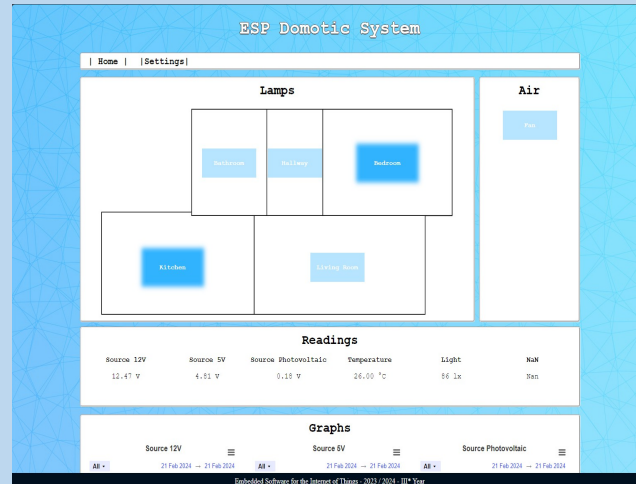 ESP Domotic System
| Home | |Settings|
Lamps
Air
Fan
Bathroom Hallway Bedroom
Kitchen Living Room
Readings
Source 12V Source 5V Source Photovoltaic Temperature Light NaN
12.47 V 4.81 V 0.18 V 26.00 °C 86 lx Nan
Graphs
Source 12V Source 5V Source Photovoltaic
All 21 Feb 2024 → 21 Feb 2024 All 21 Feb 2024 → 21 Feb 2024 All 21 Feb 2024 → 21 Feb 2024
Embedded Software for the Internet of Things - 2023 / 2024 - III° Year